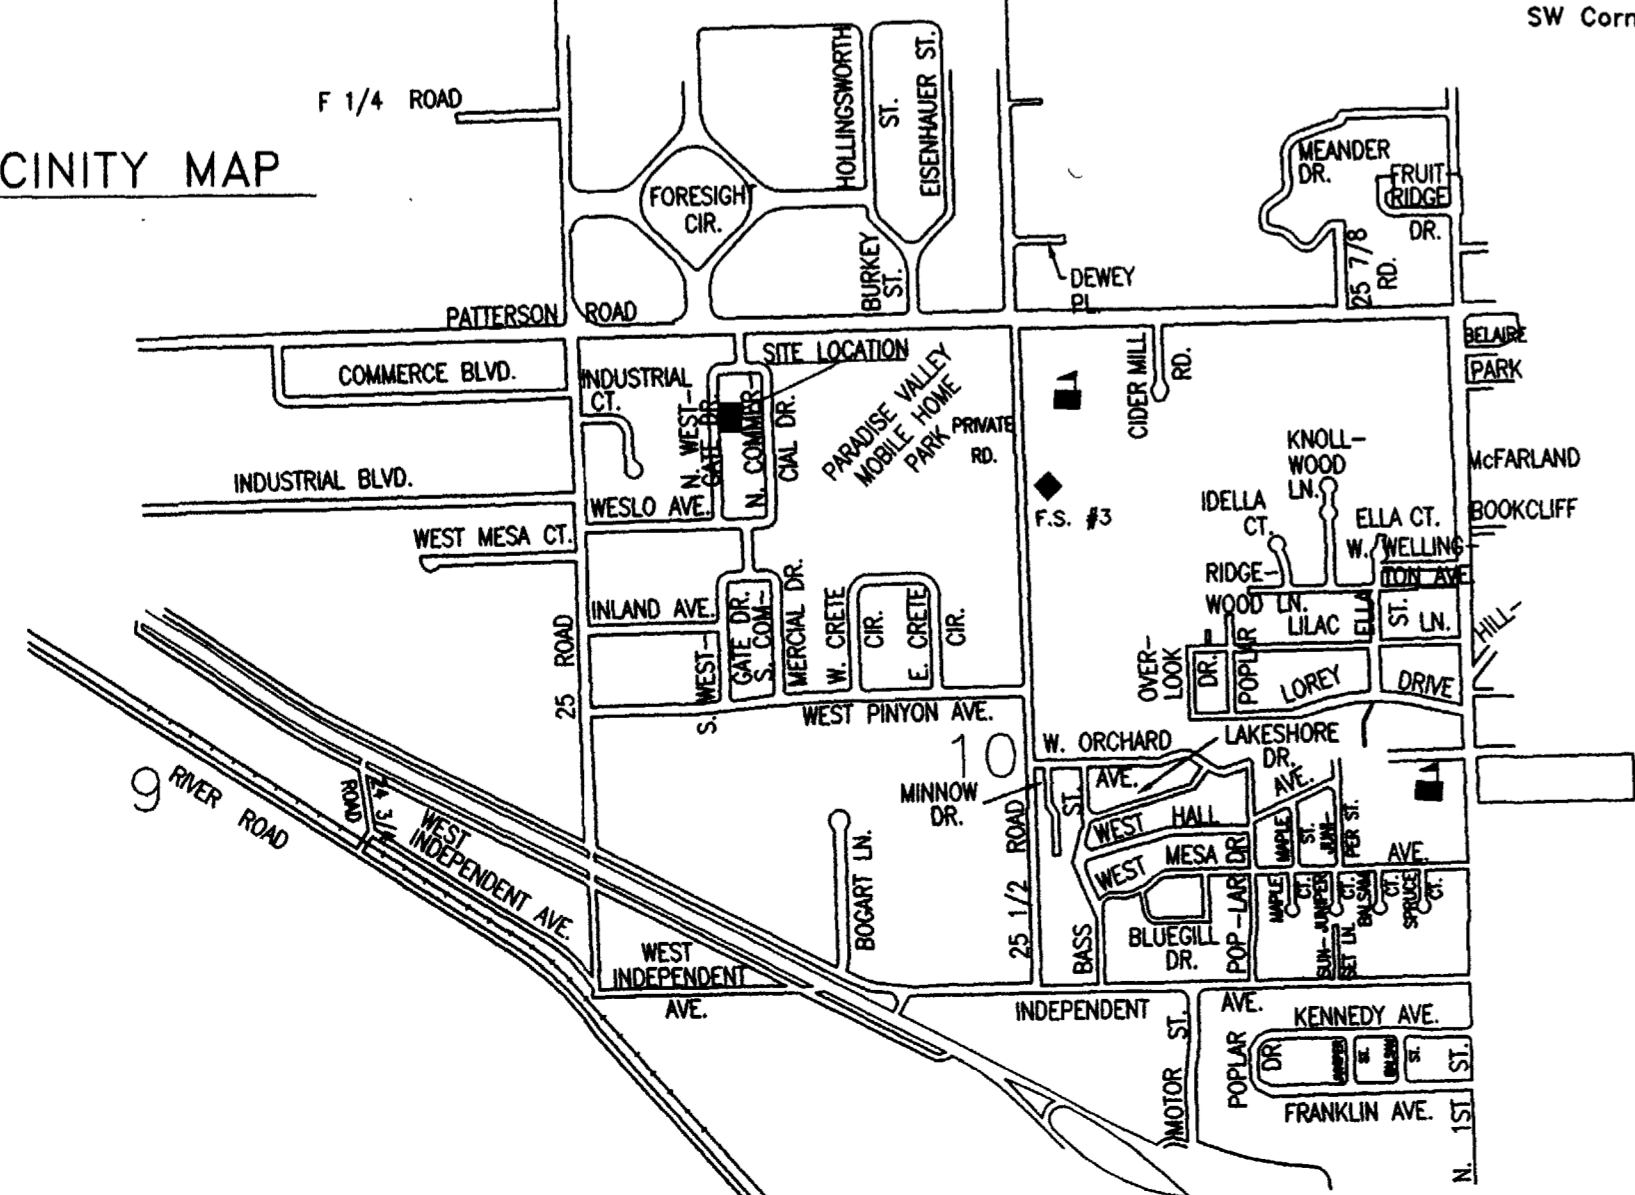 SW Corn
F 1/4 ROAD
CINITY MAP
HOLLINGSWORTH
ST.
EISENHAUER ST.
FORESIGHT
CIR.
BURKEY
ST.
DEWEY
PL.
MEANDER
DR.
FRUIT
RIDGE
DR.
25 7/8
RD.
PATTERSON ROAD
COMMERCE BLVD.
INDUSTRIAL
CT.
SITE LOCATION
N. WEST-
GATE DR.
N. COMMER-
CIAL DR.
PARADISE VALLEY
MOBILE HOME
PARK
PRIVATE
RD.
CIDER MILL
RD.
BELAIRE
PARK
KNOLL-
WOOD
LN.
McFARLAND
INDUSTRIAL BLVD.
WESLO AVE.
F.S. #3
IDELLA
CT.
ELLA CT.
BOOKCLIFF
WEST MESA CT.
W. WELLING-
TON AVE
RIDGE-
WOOD LN.
INLAND AVE.
25 ROAD
S. WEST-
GATE DR.
S. COM-
MERCIAL DR.
W. CRETE
CIR.
E. CRETE
CIR.
LILAC
LN.
ELLA
ST.
HILL-
OVER-
LOOK
DR.
POPLAR
LOREY
DRIVE
WEST PINYON AVE.
10
W. ORCHARD
AVE.
LAKESHORE
DR.
MINNOW
DR.
9
RIVER ROAD
24 3/4
ROAD
WEST
INDEPENDENT AVE.
BOGART LN.
25 1/2 ROAD
BASS
ST.
WEST HALL
AVE.
WEST MESA
AVE.
MAPLE
ST.
JUNI-
PER ST.
MAPLE
CT.
JUNIPER
CT.
BALSAM
CT.
SPRUCE
CT.
BLUEGILL
DR.
POP-LAR DR
SUN-
SET LN.
WEST
INDEPENDENT
AVE.
INDEPENDENT
AVE.
MOTOR ST.
KENNEDY AVE.
POPLAR
DR.
JUNIPER
ST.
BALSAM
ST.
FRANKLIN AVE.
N. 1ST ST.